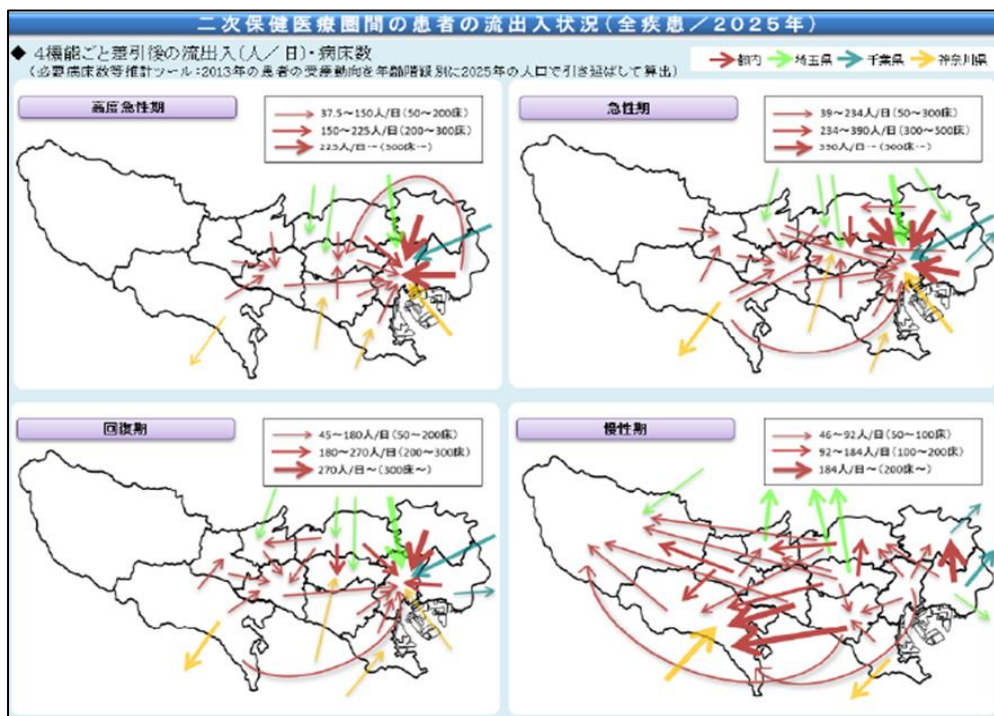 二次保健医療圏間の患者の流出入状況(全疾患/2025年)
◆ 4機能ごと差引後の流出入(人/日)・病床数
(必要病床数等推計ツール:2013年の患者の受療動向を年齢階級別に2025年の人口で引き延ばして算出)
都内 埼玉県 千葉県 神奈川県
高度急性期
37.5~150人/日(50~200床)
150~225人/日(200~300床)
225人/日~(300床~)
急性期
39~234人/日(50~300床)
234~390人/日(300~500床)
390人/日~(500床~)
回復期
45~180人/日(50~200床)
180~270人/日(200~300床)
270人/日~(300床~)
慢性期
46~92人/日(50~100床)
92~184人/日(100~200床)
184人/日~(200床~)